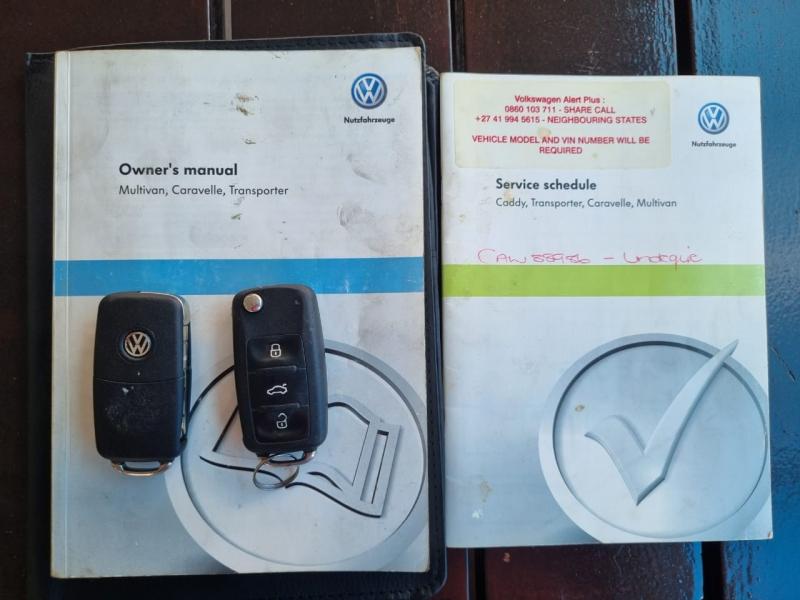 Nutzfahrzeuge
Owner's manual
Multivan, Caravelle, Transporter
Volkswagen Alert Plus :
0860 103 711 - SHARE CALL
+27 41 994 5615 - NEIGHBOURING STATES
VEHICLE MODEL AND VIN NUMBER WILL BE
REQUIRED
Nutzfahrzeuge
Service schedule
Caddy, Transporter, Caravelle, Multivan